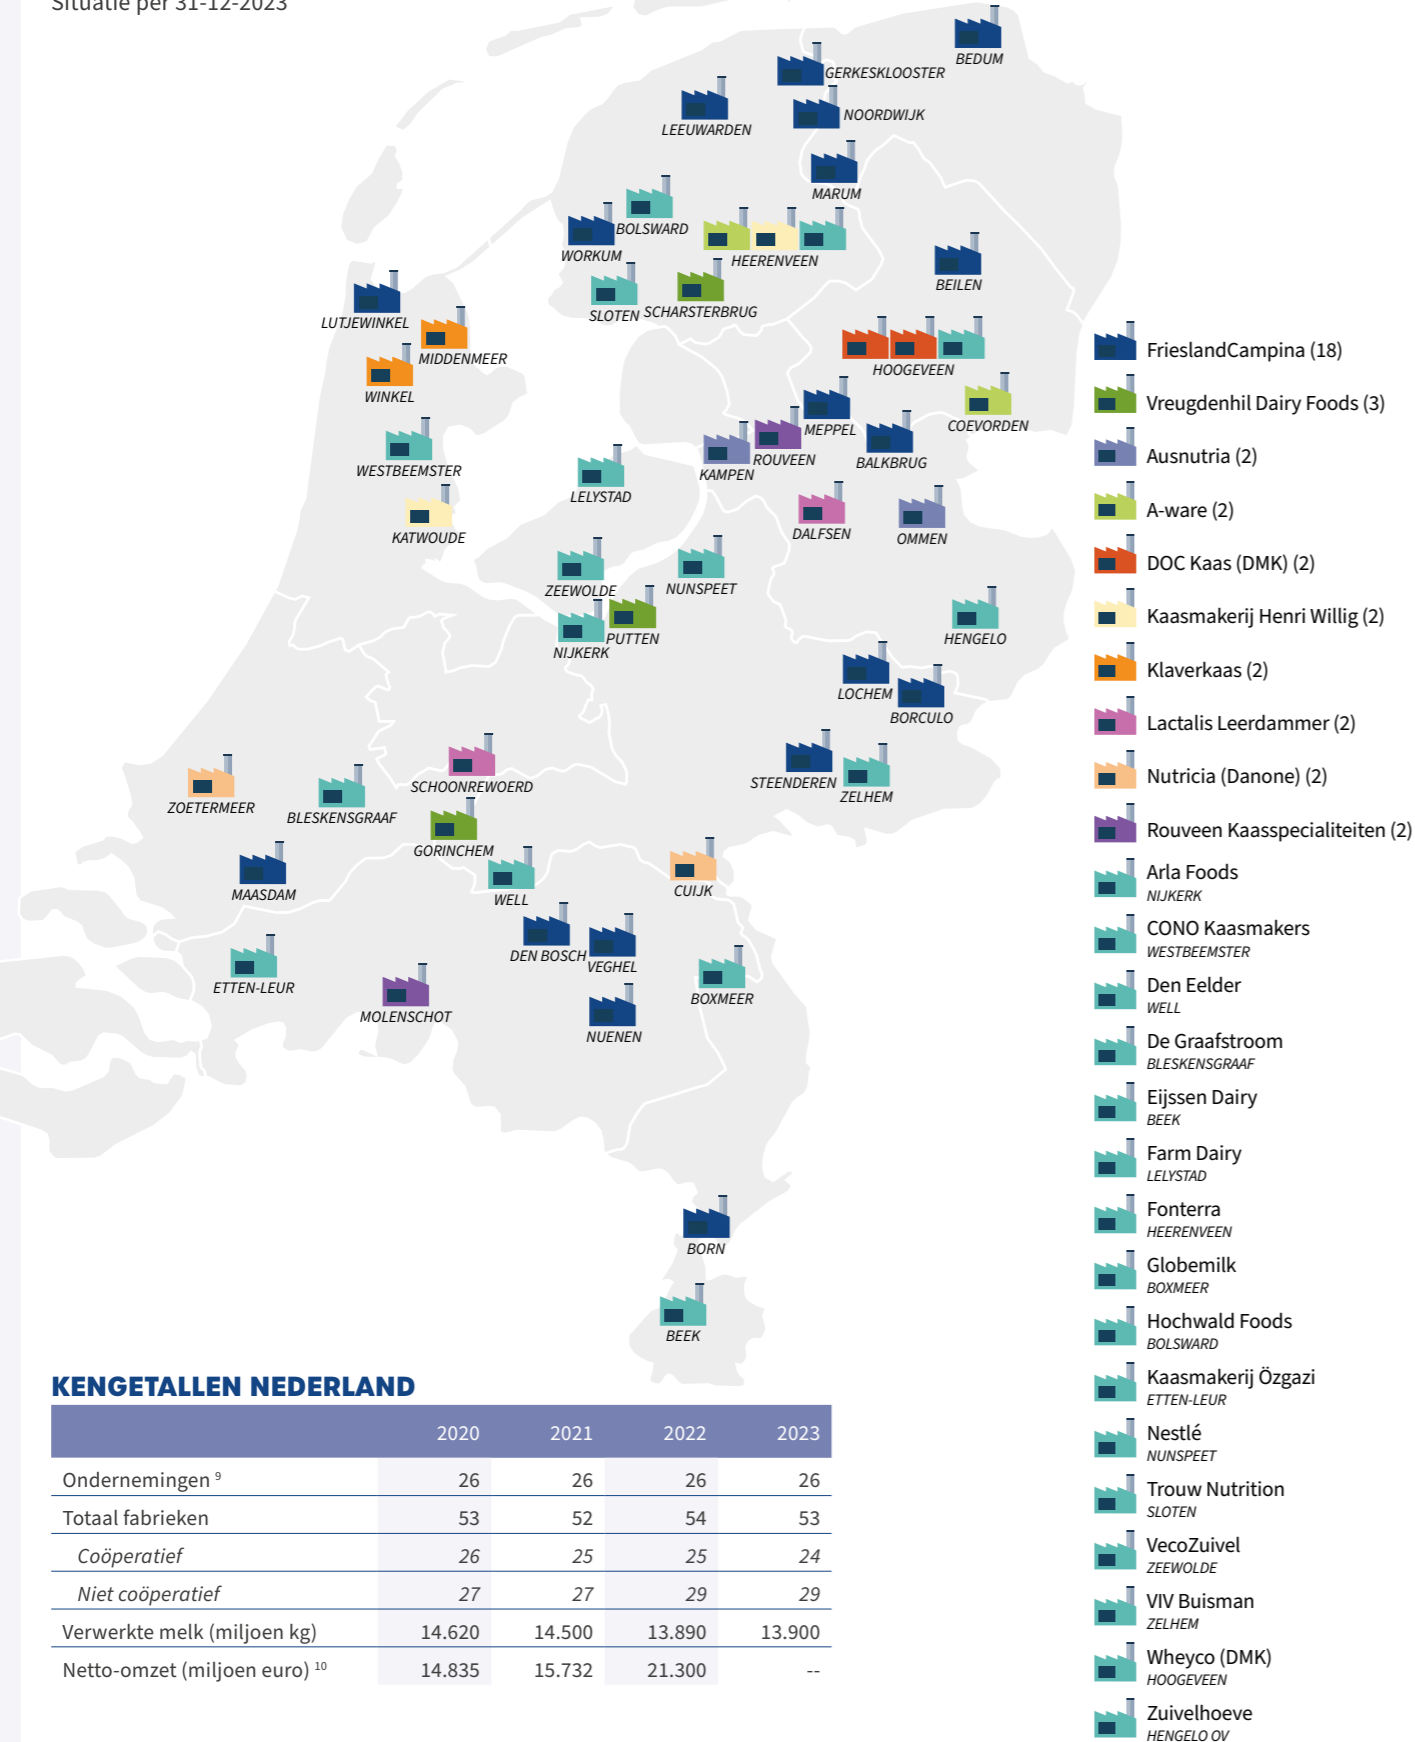 Situatie per 31-12-2023
BEDUM
GERKESKLOOSTER
LEEUWARDEN
NOORDWIJK
MARUM
BOLSWARD
WORKUM
HEERENVEEN
BEILEN
SLOTEN
SCHARSTERBRUG
LUTJEWINKEL
MIDDENMEER
HOOGEVEEN
WINKEL
COEVORDEN
MEPPEL
ROUVEEN
BALKBRUG
WESTBEEMSTER
KAMPEN
LELYSTAD
KATWOUDE
DALFSEN
OMMEN
ZEEWOLDE
NUNSPEET
PUTTEN
HENGELO
NIJKERK
LOCHEM
BORCULO
STEENDEREN
ZELHEM
SCHOONREWOERD
ZOETERMEER
BLESKENSGRAAF
GORINCHEM
MAASDAM
WELL
CUIJK
DEN BOSCH
VEGHEL
ETTEN-LEUR
BOXMEER
MOLENSCHOT
NUENEN
BORN
BEEK
FrieslandCampina (18)
Vreugdenhil Dairy Foods (3)
Ausnutria (2)
A-ware (2)
DOC Kaas (DMK) (2)
Kaasmakerij Henri Willig (2)
Klaverkaas (2)
Lactalis Leerdammer (2)
Nutricia (Danone) (2)
Rouveen Kaasspecialiteiten (2)
Arla Foods
NIJKERK
CONO Kaasmakers
WESTBEEMSTER
Den Eelder
WELL
De Graafstroom
BLESKENSGRAAF
Eijssen Dairy
BEEK
Farm Dairy
LELYSTAD
Fonterra
HEERENVEEN
Globemilk
BOXMEER
Hochwald Foods
BOLSWARD
Kaasmakerij Özgazi
ETTEN-LEUR
Nestlé
NUNSPEET
Trouw Nutrition
SLOTEN
VecoZuivel
ZEEWOLDE
VIV Buisman
ZELHEM
Wheyco (DMK)
HOOGEVEEN
Zuivelhoeve
HENGELO OV
KENGETALLEN NEDERLAND
2020 2021 2022 2023
Ondernemingen ⁹ 26 26 26 26
Totaal fabrieken 53 52 54 53
Coöperatief 26 25 25 24
Niet coöperatief 27 27 29 29
Verwerkte melk (miljoen kg) 14.620 14.500 13.890 13.900
Netto-omzet (miljoen euro) ¹⁰ 14.835 15.732 21.300 --